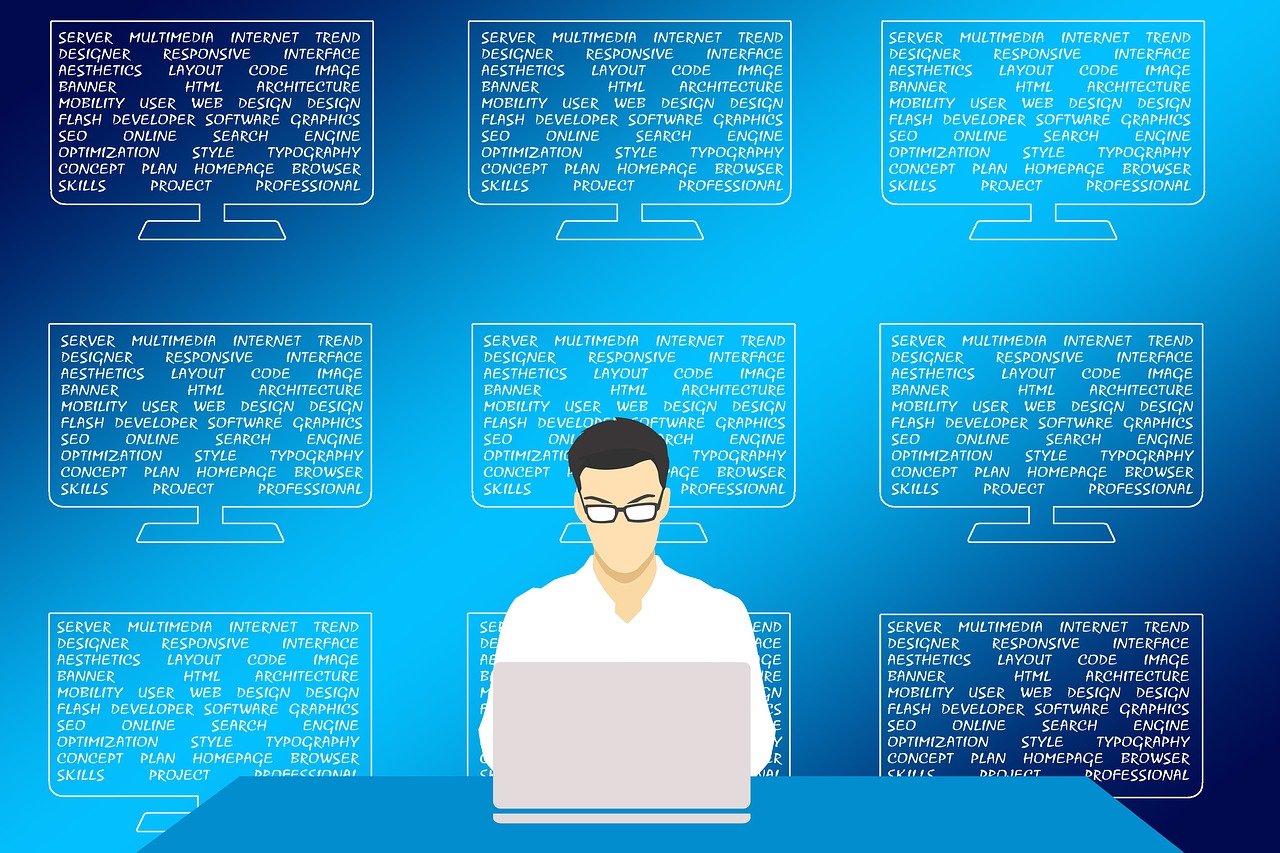 SERVER MULTIMEDIA INTERNET TREND
DESIGNER RESPONSIVE INTERFACE
AESTHETICS LAYOUT CODE IMAGE
BANNER HTML ARCHITECTURE
MOBILITY USER WEB DESIGN DESIGN
FLASH DEVELOPER SOFTWARE GRAPHICS
SEO ONLINE SEARCH ENGINE
OPTIMIZATION STYLE TYPOGRAPHY
CONCEPT PLAN HOMEPAGE BROWSER
SKILLS PROJECT PROFESSIONAL
SERVER MULTIMEDIA INTERNET TREND
DESIGNER RESPONSIVE INTERFACE
AESTHETICS LAYOUT CODE IMAGE
BANNER HTML ARCHITECTURE
MOBILITY USER WEB DESIGN DESIGN
FLASH DEVELOPER SOFTWARE GRAPHICS
SEO ONLINE SEARCH ENGINE
OPTIMIZATION STYLE TYPOGRAPHY
CONCEPT PLAN HOMEPAGE BROWSER
SKILLS PROJECT PROFESSIONAL
SERVER MULTIMEDIA INTERNET TREND
DESIGNER RESPONSIVE INTERFACE
AESTHETICS LAYOUT CODE IMAGE
BANNER HTML ARCHITECTURE
MOBILITY USER WEB DESIGN DESIGN
FLASH DEVELOPER SOFTWARE GRAPHICS
SEO ONLINE SEARCH ENGINE
OPTIMIZATION STYLE TYPOGRAPHY
CONCEPT PLAN HOMEPAGE BROWSER
SKILLS PROJECT PROFESSIONAL
SERVER MULTIMEDIA INTERNET TREND
DESIGNER RESPONSIVE INTERFACE
AESTHETICS LAYOUT CODE IMAGE
BANNER HTML ARCHITECTURE
MOBILITY USER WEB DESIGN DESIGN
FLASH DEVELOPER SOFTWARE GRAPHICS
SEO ONLINE SEARCH ENGINE
OPTIMIZATION STYLE TYPOGRAPHY
CONCEPT PLAN HOMEPAGE BROWSER
SKILLS PROJECT PROFESSIONAL
SERVER MULTIMEDIA INTERNET TREND
DESIGNER RESPONSIVE INTERFACE
AESTHETICS LAYOUT CODE IMAGE
BANNER HTML ARCHITECTURE
MOBILITY USER WEB DESIGN DESIGN
FLASH SOFTWARE GRAPHICS
SEO ENGINE
TYPOGRAPHY
CONCEPT BROWSER
SKILLS PROFESSIONAL
SERVER MULTIMEDIA INTERNET TREND
DESIGNER RESPONSIVE INTERFACE
AESTHETICS LAYOUT CODE IMAGE
BANNER HTML ARCHITECTURE
MOBILITY USER WEB DESIGN DESIGN
FLASH DEVELOPER SOFTWARE GRAPHICS
SEO ONLINE SEARCH ENGINE
OPTIMIZATION STYLE TYPOGRAPHY
CONCEPT PLAN HOMEPAGE BROWSER
SKILLS PROJECT PROFESSIONAL
SERVER MULTIMEDIA INTERNET TREND
DESIGNER RESPONSIVE INTERFACE
AESTHETICS LAYOUT CODE IMAGE
BANNER HTML ARCHITECTURE
MOBILITY USER WEB DESIGN DESIGN
FLASH DEVELOPER SOFTWARE GRAPHICS
SEO ONLINE SEARCH ENGINE
OPTIMIZATION STYLE TYPOGRAPHY
CONCEPT PLAN HOMEPAGE BROWSER
SKILLS PROJECT PROFESSIONAL
SERVER MULTIMEDIA INTERNET TREND
DESIGNER RESPONSIVE INTERFACE
AESTHETICS LAYOUT CODE IMAGE
BANNER HTML ARCHITECTURE
MOBILITY USER WEB DESIGN DESIGN
FLASH DEVELOPER SOFTWARE GRAPHICS
SEO ONLINE SEARCH ENGINE
OPTIMIZATION STYLE TYPOGRAPHY
CONCEPT PLAN HOMEPAGE BROWSER
SKILLS PROJECT PROFESSIONAL